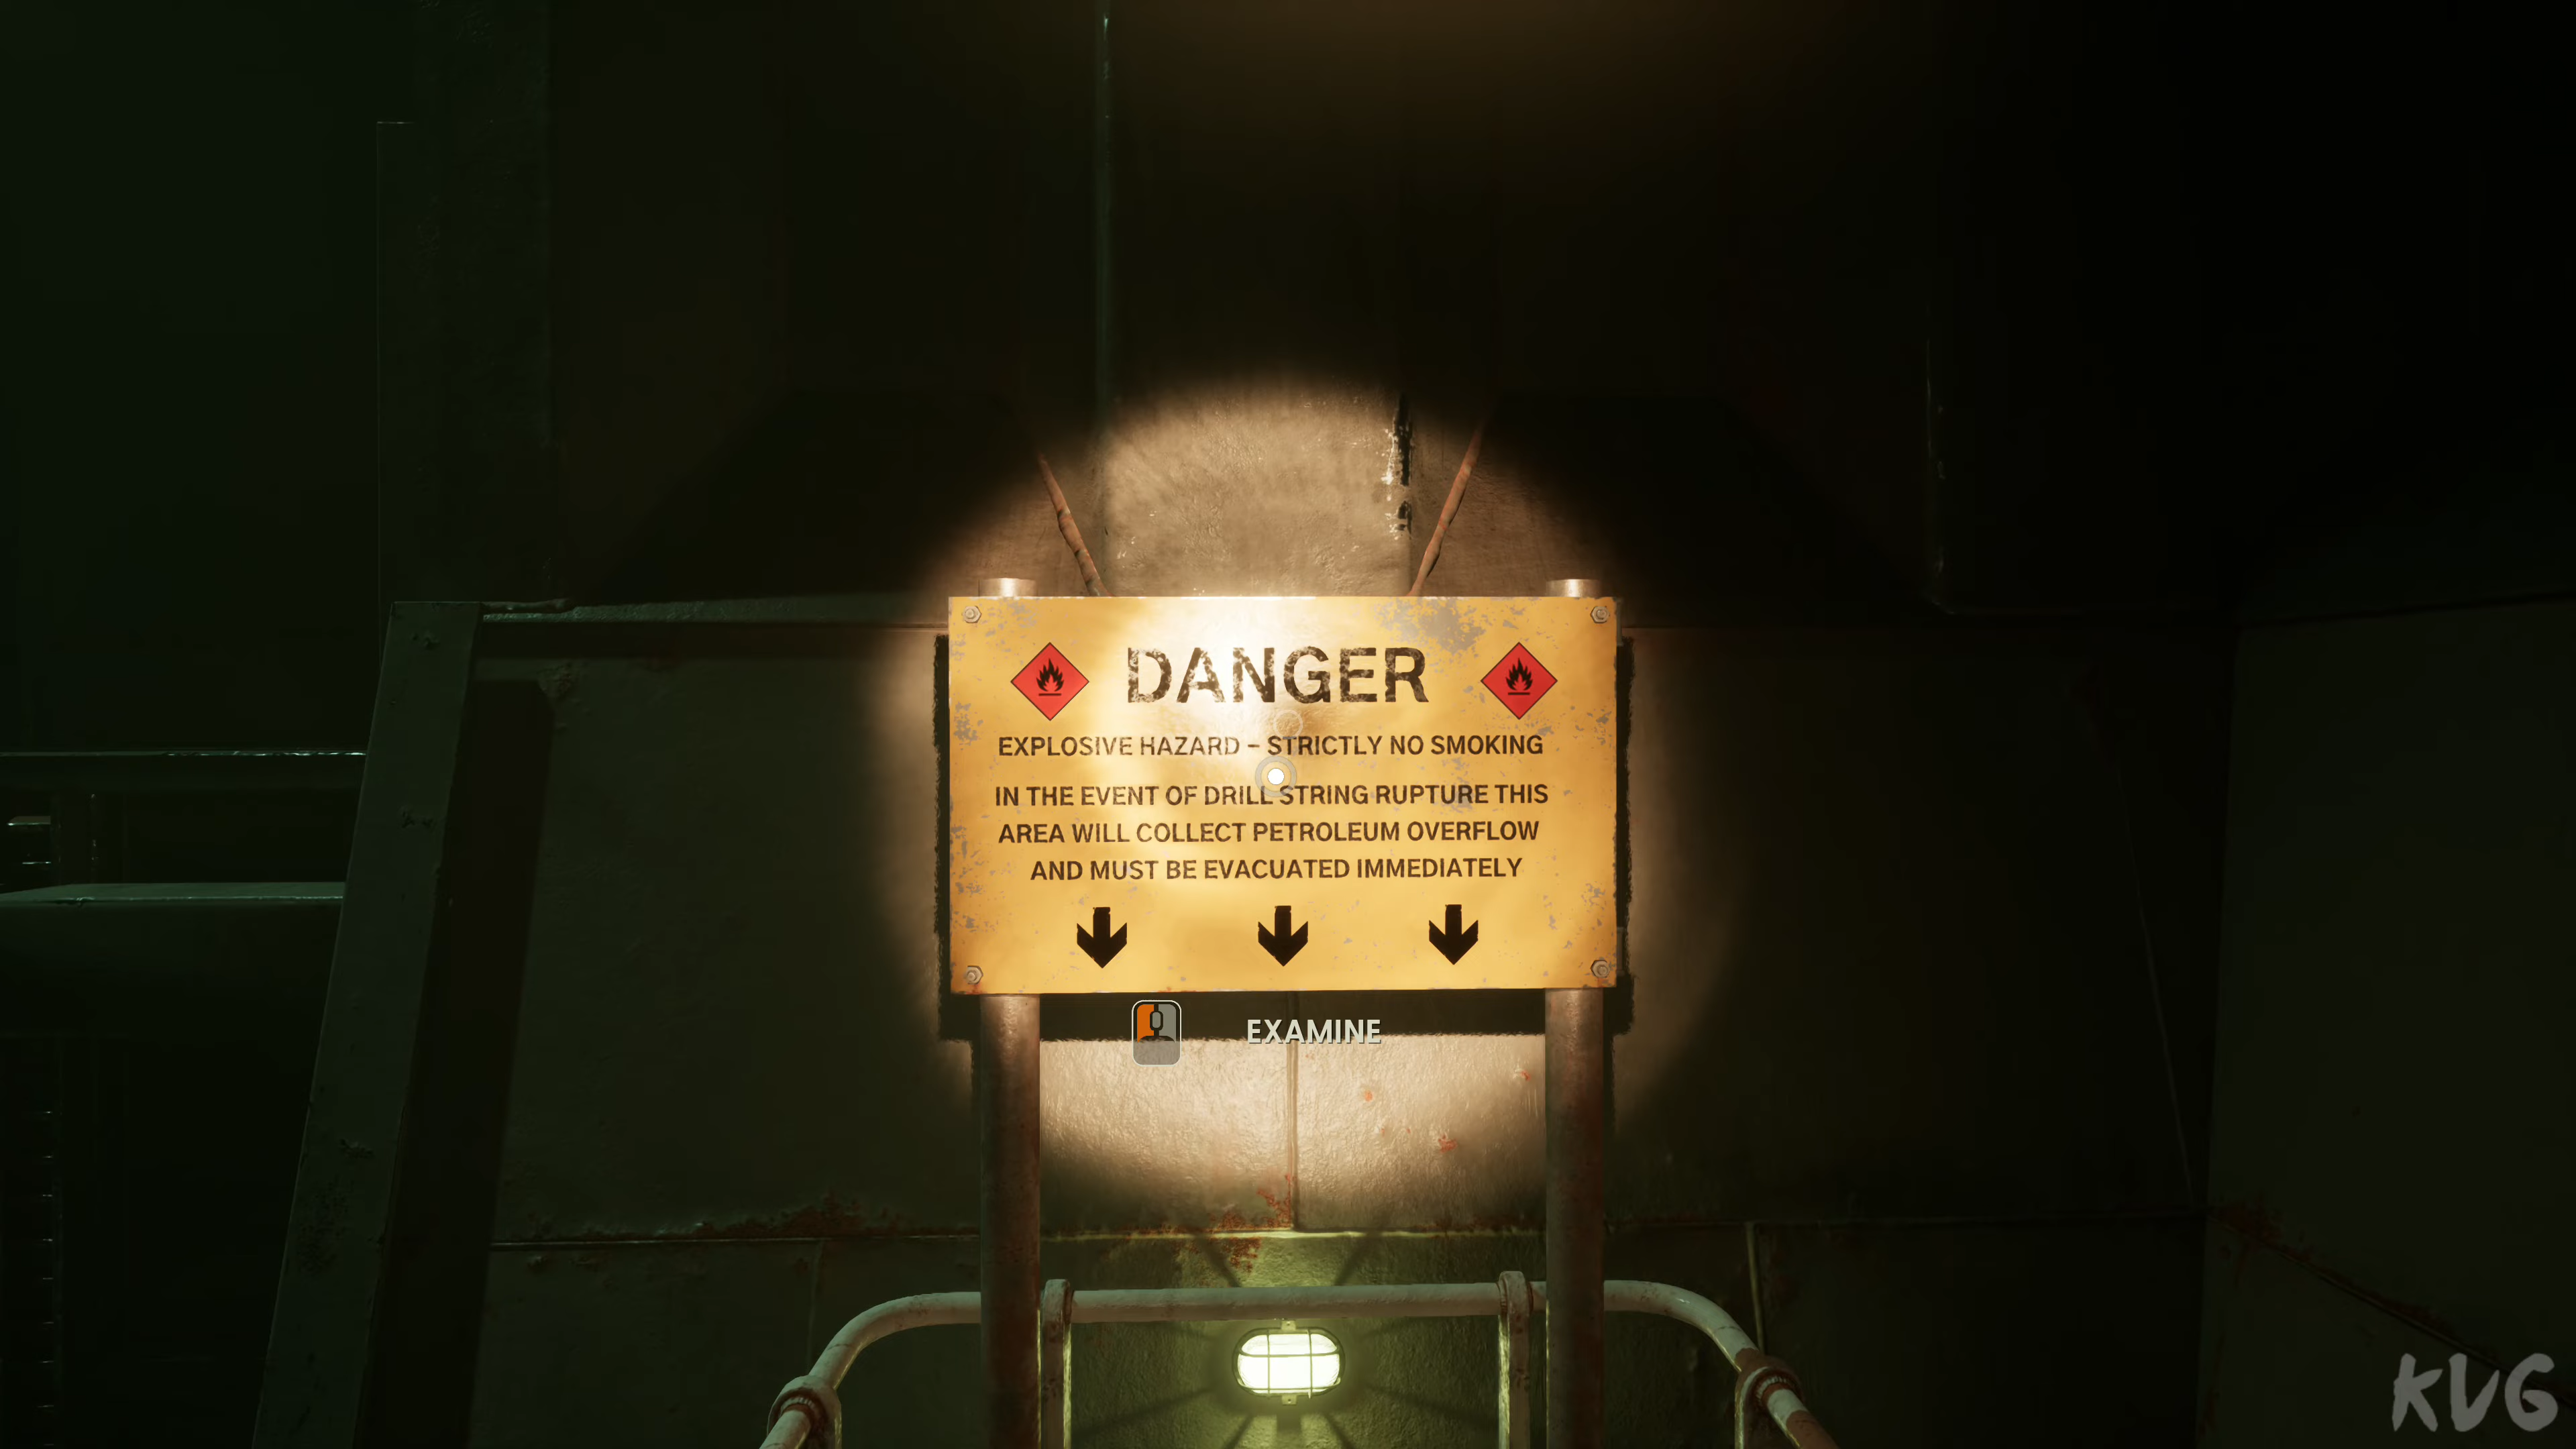 DANGER
EXPLOSIVE HAZARD – STRICTLY NO SMOKING
IN THE EVENT OF DRILL STRING RUPTURE THIS
AREA WILL COLLECT PETROLEUM OVERFLOW
AND MUST BE EVACUATED IMMEDIATELY
EXAMINE
KVG